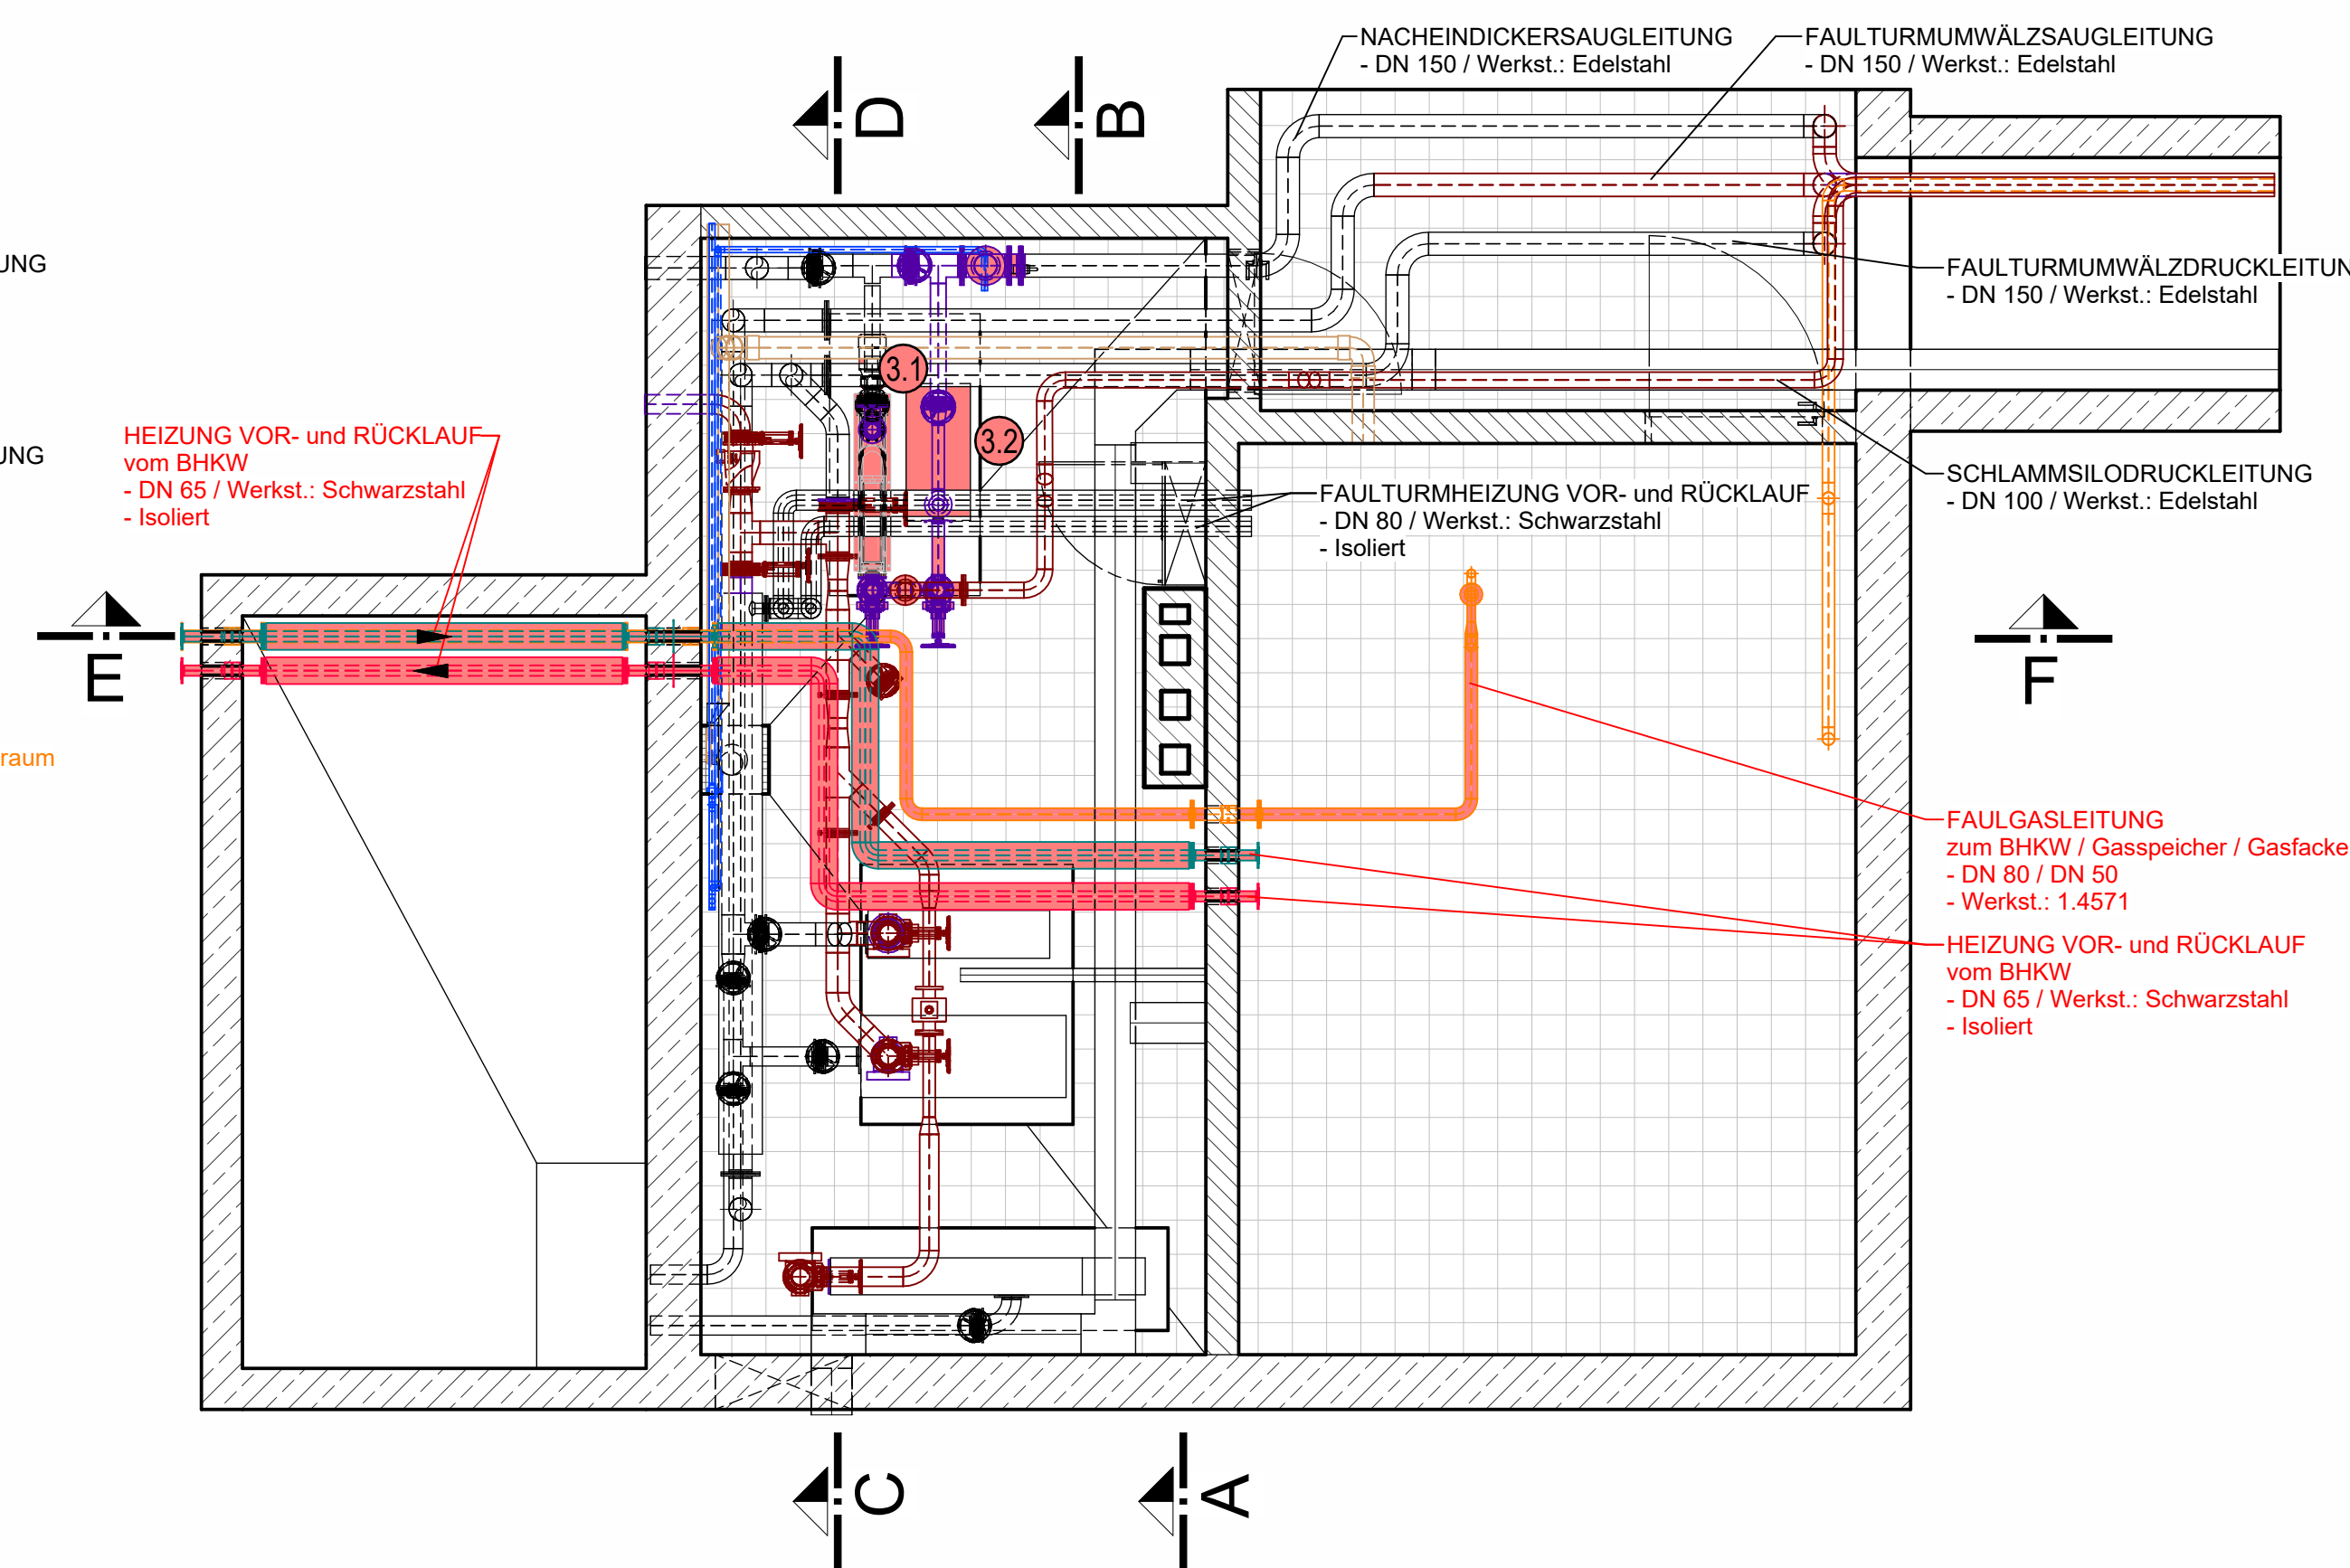 NACHEINDICKERSAUGLEITUNG
- DN 150 / Werkst.: Edelstahl
FAULTURMUMWÄLZSAUGLEITUNG
- DN 150 / Werkst.: Edelstahl
D
B
UNG
FAULTURMUMWÄLZDRUCKLEITUN
- DN 150 / Werkst.: Edelstahl
3.1
3.2
HEIZUNG VOR- und RÜCKLAUF
vom BHKW
- DN 65 / Werkst.: Schwarzstahl
- Isoliert
UNG
SCHLAMMSILODRUCKLEITUNG
- DN 100 / Werkst.: Edelstahl
FAULTURMHEIZUNG VOR- und RÜCKLAUF
- DN 80 / Werkst.: Schwarzstahl
- Isoliert
E
F
raum
FAULGASLEITUNG
zum BHKW / Gasspeicher / Gasfacke
- DN 80 / DN 50
- Werkst.: 1.4571
HEIZUNG VOR- und RÜCKLAUF
vom BHKW
- DN 65 / Werkst.: Schwarzstahl
- Isoliert
C
A